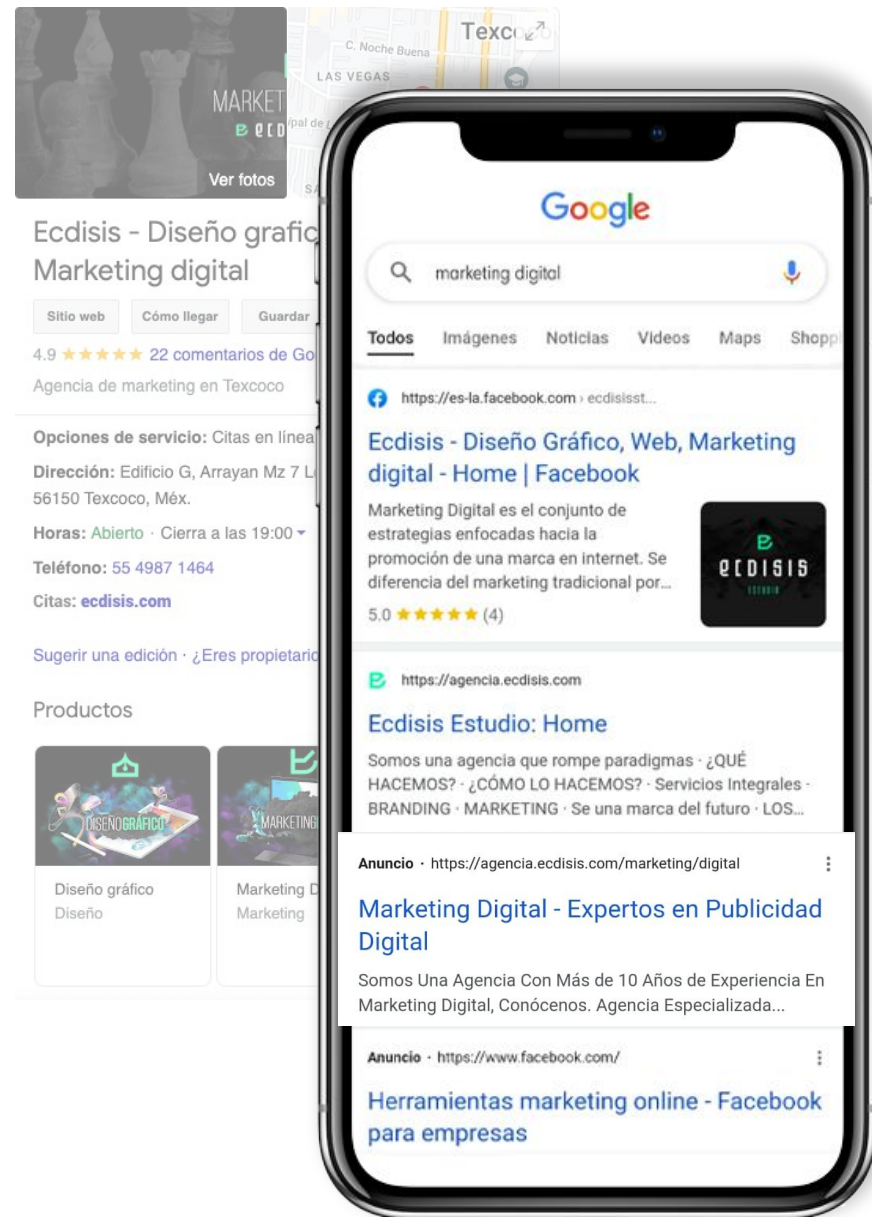 Texcoco
C. Noche Buena
LAS VEGAS
MARKET
Ver fotos
Ecdisis - Diseño grafic
Marketing digital
Sitio web
Cómo llegar
Guardar
4.9 22 comentarios de Go
Agencia de marketing en Texcoco
Opciones de servicio: Citas en línea
Dirección: Edificio G, Arrayan Mz 7 L
56150 Texcoco, Méx.
Horas: Abierto · Cierra a las 19:00
Teléfono: 55 4987 1464
Citas: ecdisis.com
Sugerir una edición · ¿Eres propietario
Productos
DISEÑOGRÁFICO
MARKETING
Diseño gráfico
Diseño
Marketing D
Marketing
Google
marketing digital
Todos Imágenes Noticias Videos Maps Shopp
https://es-la.facebook.com › ecdisisst...
Ecdisis - Diseño Gráfico, Web, Marketing
digital - Home | Facebook
Marketing Digital es el conjunto de
estrategias enfocadas hacia la
promoción de una marca en internet. Se
diferencia del marketing tradicional por...
5.0 (4)
ECDISIS
ESTUDIO
https://agencia.ecdisis.com
Ecdisis Estudio: Home
Somos una agencia que rompe paradigmas · ¿QUÉ
HACEMOS? · ¿CÓMO LO HACEMOS? · Servicios Integrales ·
BRANDING · MARKETING · Se una marca del futuro · LOS...
Anuncio · https://agencia.ecdisis.com/marketing/digital
Marketing Digital - Expertos en Publicidad
Digital
Somos Una Agencia Con Más de 10 Años de Experiencia En
Marketing Digital, Conócenos. Agencia Especializada...
Anuncio · https://www.facebook.com/
Herramientas marketing online - Facebook
para empresas